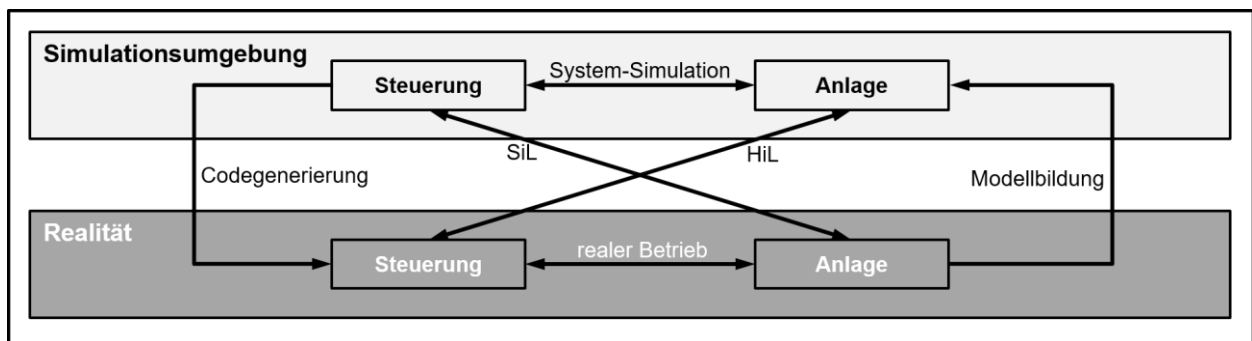 Simulationsumgebung
System-Simulation
Steuerung
Anlage
SiL
HiL
Codegenerierung
Modellbildung
Realität
realer Betrieb
Steuerung
Anlage